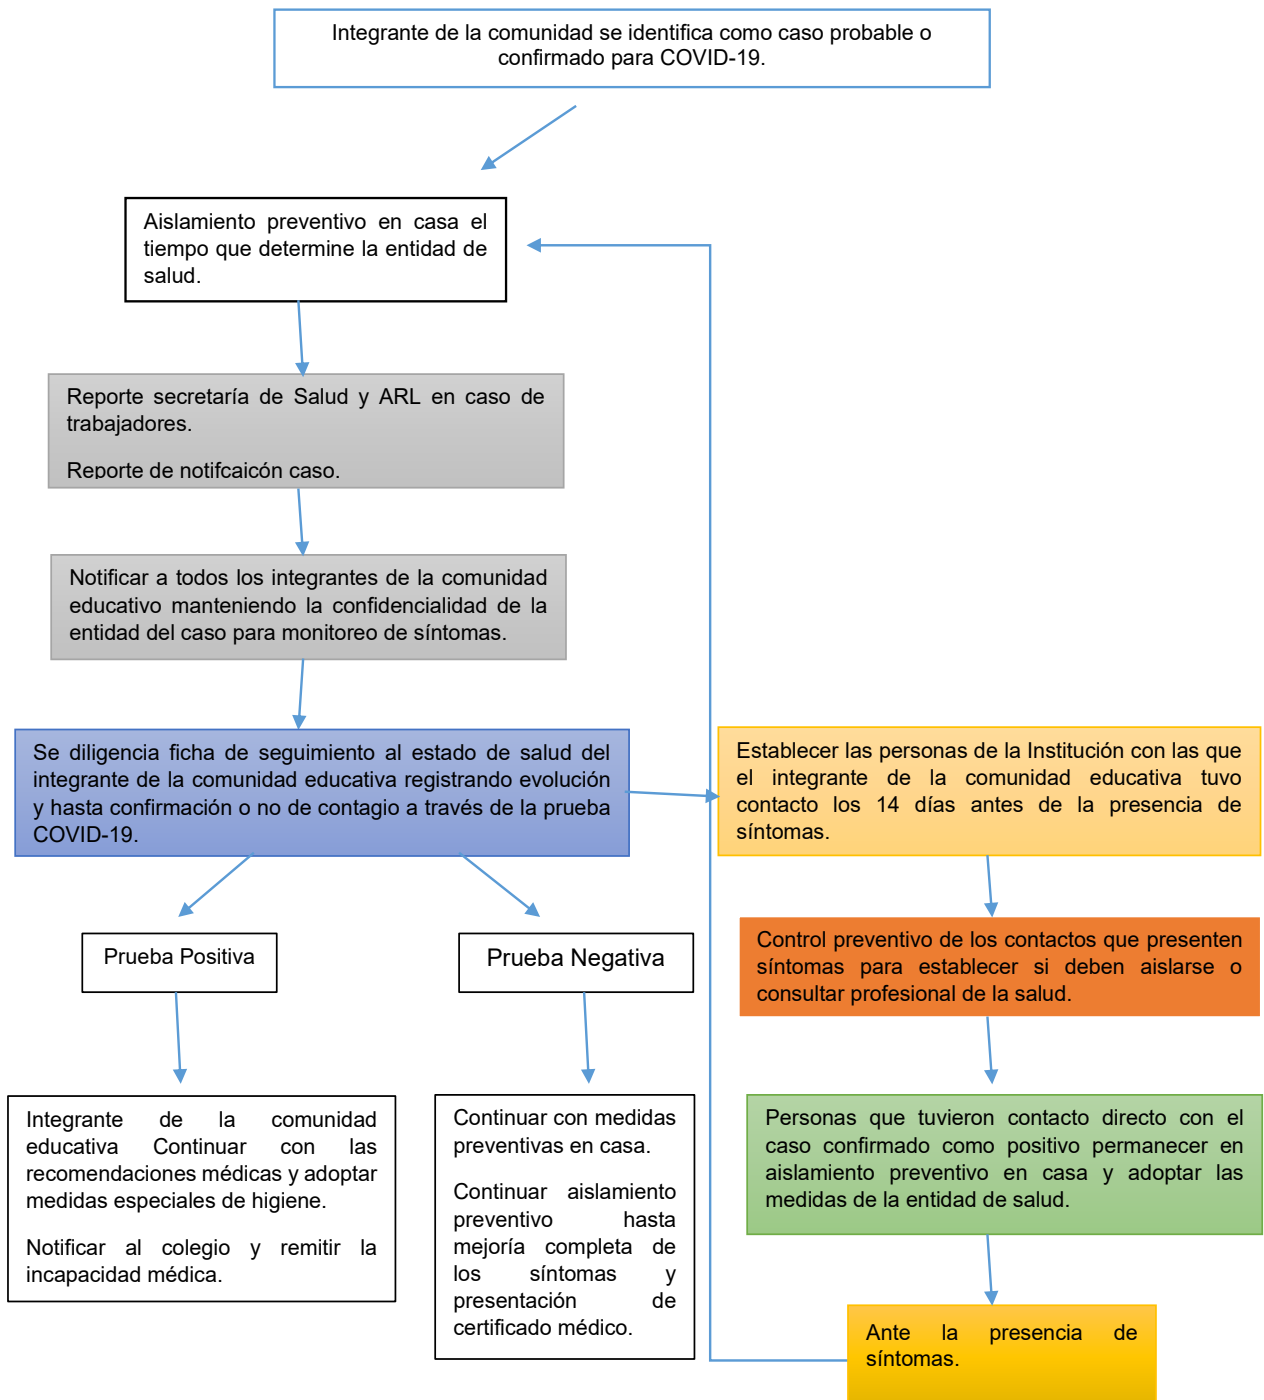 Integrante de la comunidad se identifica como caso probable o
confirmado para COVID-19.
Aislamiento preventivo en casa el
tiempo que determine la entidad de
salud.
Reporte secretaría de Salud y ARL en caso de
trabajadores.
Reporte de notifcaicón caso.
Notificar a todos los integrantes de la comunidad
educativo manteniendo la confidencialidad de la
entidad del caso para monitoreo de síntomas.
Se diligencia ficha de seguimiento al estado de salud del
integrante de la comunidad educativa registrando evolución
y hasta confirmación o no de contagio a través de la prueba
COVID-19.
Establecer las personas de la Institución con las que
el integrante de la comunidad educativa tuvo
contacto los 14 días antes de la presencia de
síntomas.
Prueba Positiva
Prueba Negativa
Control preventivo de los contactos que presenten
síntomas para establecer si deben aislarse o
consultar profesional de la salud.
Integrante de la comunidad
educativa Continuar con las
recomendaciones médicas y adoptar
medidas especiales de higiene.
Notificar al colegio y remitir la
incapacidad médica.
Continuar con medidas
preventivas en casa.
Continuar aislamiento
preventivo hasta
mejoría completa de
los síntomas y
presentación de
certificado médico.
Personas que tuvieron contacto directo con el
caso confirmado como positivo permanecer en
aislamiento preventivo en casa y adoptar las
medidas de la entidad de salud.
Ante la presencia de
síntomas.